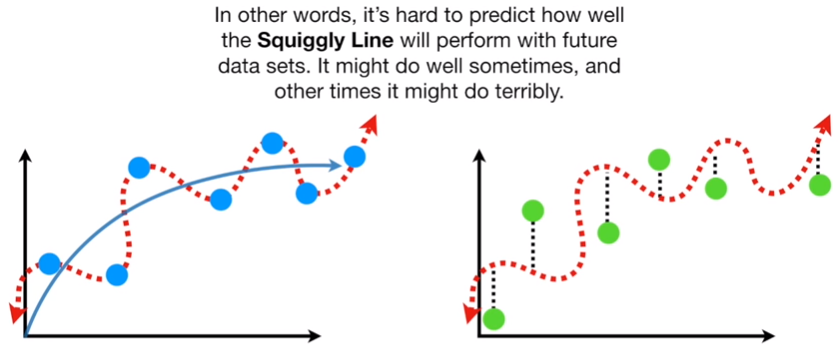 In other words, it's hard to predict how well
the Squiggly Line will perform with future
data sets. It might do well sometimes, and
other times it might do terribly.